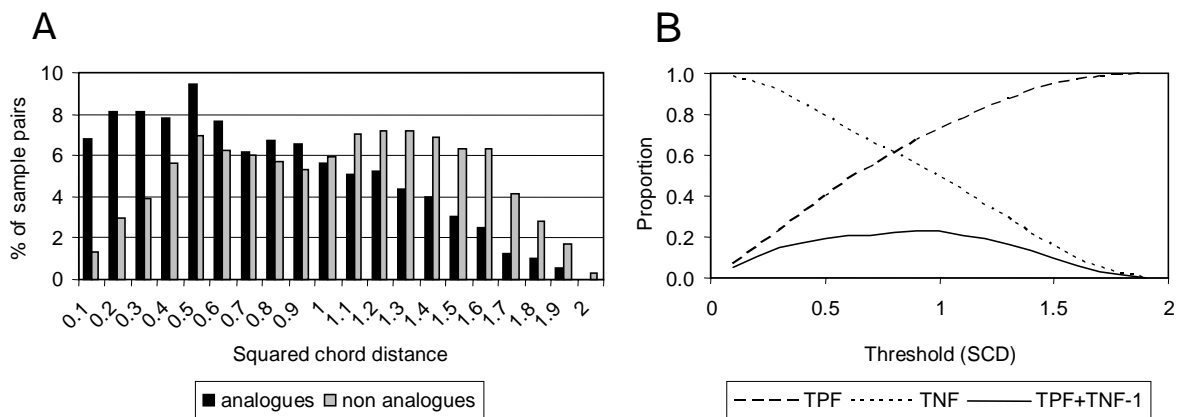 A
10
8
6
4
2
0
% of sample pairs
0.1 0.2 0.3 0.4 0.5 0.6 0.7 0.8 0.9 1 1.1 1.2 1.3 1.4 1.5 1.6 1.7 1.8 1.9 2
Squared chord distance
analogues non analogues
B
1.0
0.8
0.6
0.4
0.2
0.0
Proportion
0 0.5 1 1.5 2
Threshold (SCD)
TPF TNF TPF+TNF-1